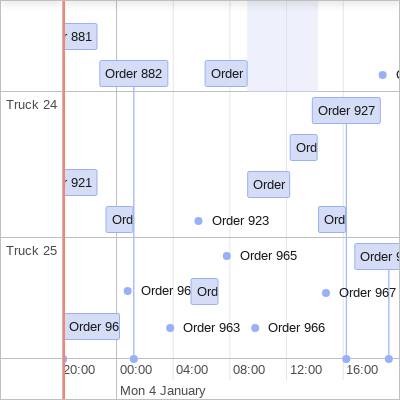 r 881
Order 882
Order
Truck 24
Order 927
Ord
r 921
Order
Ord
Order 923
Ord
Truck 25
Order 965
Order 9
Order 96
Ord
Order 967
Order 96
Order 963
Order 966
20:00 00:00 04:00 08:00 12:00 16:00
Mon 4 January